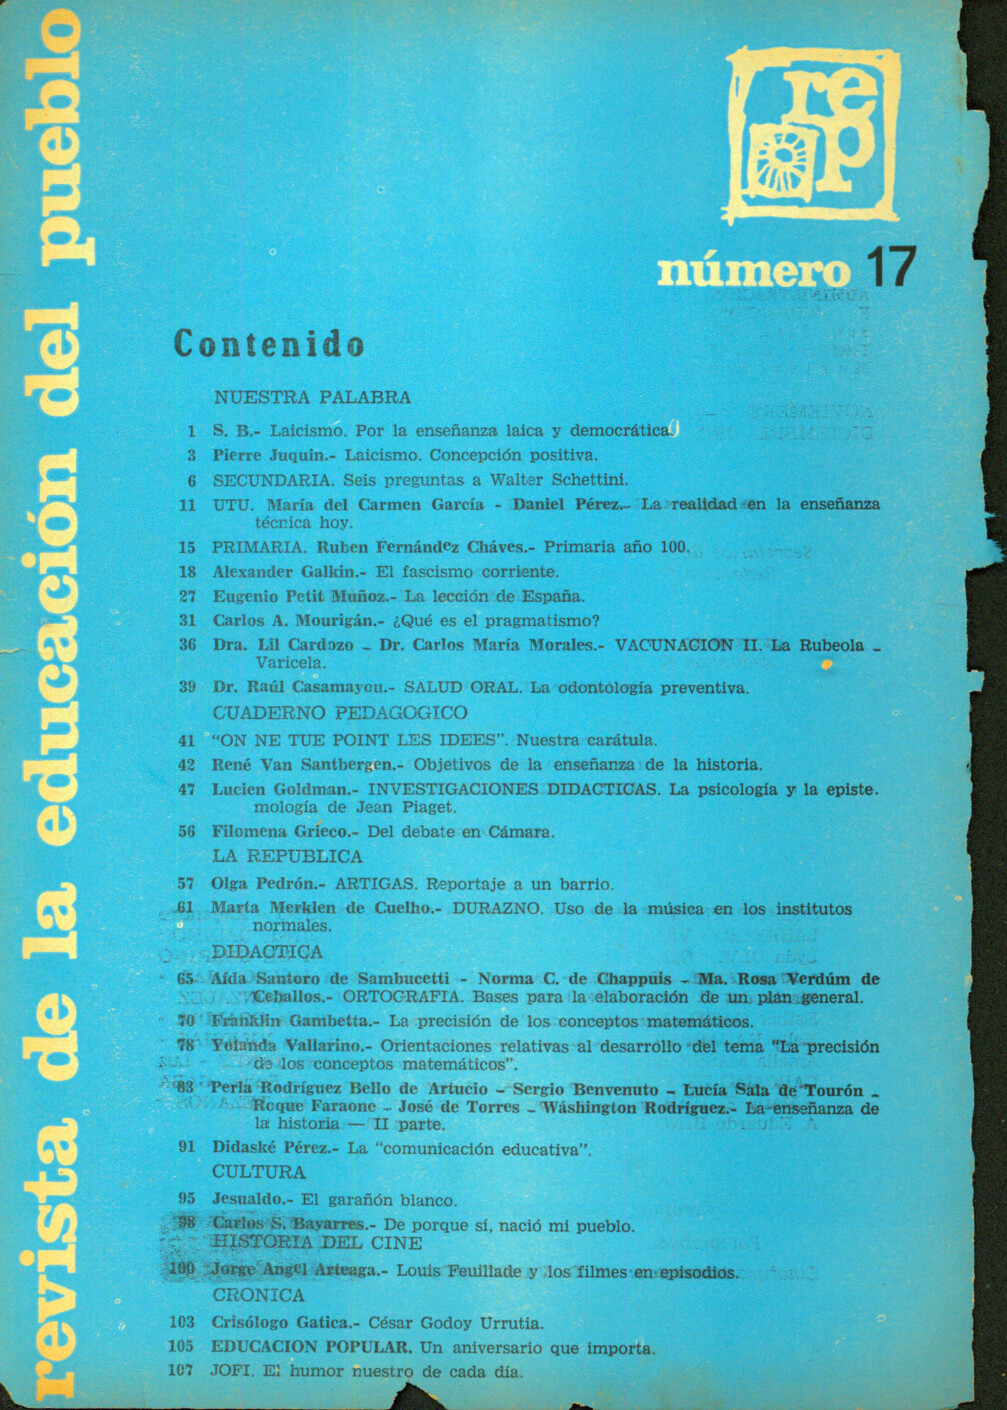 revista de la educación del pueblo
rep
número 17
Contenido
NUESTRA PALABRA
1 S. B.- Laicismo. Por la enseñanza laica y democrática.
3 Pierre Juquin.- Laicismo. Concepción positiva.
6 SECUNDARIA. Seis preguntas a Walter Schettini.
11 UTU. María del Carmen García - Daniel Pérez.- La realidad en la enseñanza
técnica hoy.
15 PRIMARIA. Ruben Fernández Cháves.- Primaria año 100.
18 Alexander Galkin.- El fascismo corriente.
27 Eugenio Petit Muñoz.- La lección de España.
31 Carlos A. Mourigán.- ¿Qué es el pragmatismo?
36 Dra. Lil Cardozo - Dr. Carlos María Morales.- VACUNACION II. La Rubeola -
Varicela.
39 Dr. Raúl Casamayou.- SALUD ORAL. La odontología preventiva.
CUADERNO PEDAGOGICO
41 "ON NE TUE POINT LES IDEES". Nuestra carátula.
42 René Van Santbergen.- Objetivos de la enseñanza de la historia.
47 Lucien Goldman.- INVESTIGACIONES DIDACTICAS. La psicología y la episte.
mología de Jean Piaget.
56 Filomena Grieco.- Del debate en Cámara.
LA REPUBLICA
57 Olga Pedrón.- ARTIGAS. Reportaje a un barrio.
61 Marta Merklen de Cuelho.- DURAZNO. Uso de la música en los institutos
normales.
DIDACTICA
65 Aída Santoro de Sambucetti - Norma C. de Chappuis - Ma. Rosa Verdúm de
Ceballos.- ORTOGRAFIA. Bases para la elaboración de un plan general.
70 Franklin Gambetta.- La precisión de los conceptos matemáticos.
78 Yolanda Vallarino.- Orientaciones relativas al desarrollo del tema "La precisión
de los conceptos matemáticos".
83 Perla Rodríguez Bello de Artucio - Sergio Benvenuto - Lucía Sala de Tourón -
Roque Faraone - José de Torres - Wáshington Rodríguez.- La enseñanza de
la historia — II parte.
91 Didaské Pérez.- La "comunicación educativa".
CULTURA
95 Jesualdo.- El garañón blanco.
98 Carlos S. Bayarres.- De porque sí, nació mi pueblo.
HISTORIA DEL CINE
100 Jorge Angel Arteaga.- Louis Feuillade y los filmes en episodios.
CRONICA
103 Crisólogo Gatica.- César Godoy Urrutia.
105 EDUCACION POPULAR. Un aniversario que importa.
107 JOFI. El humor nuestro de cada día.